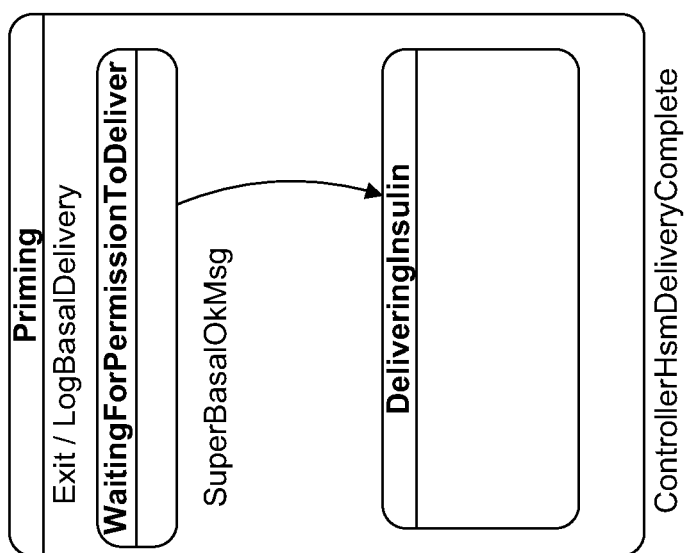 Priming
Exit / LogBasalDelivery
WaitingForPermissionToDeliver
SuperBasalOkMsg
DeliveringInsulin
ControllerHsmDeliveryComplete